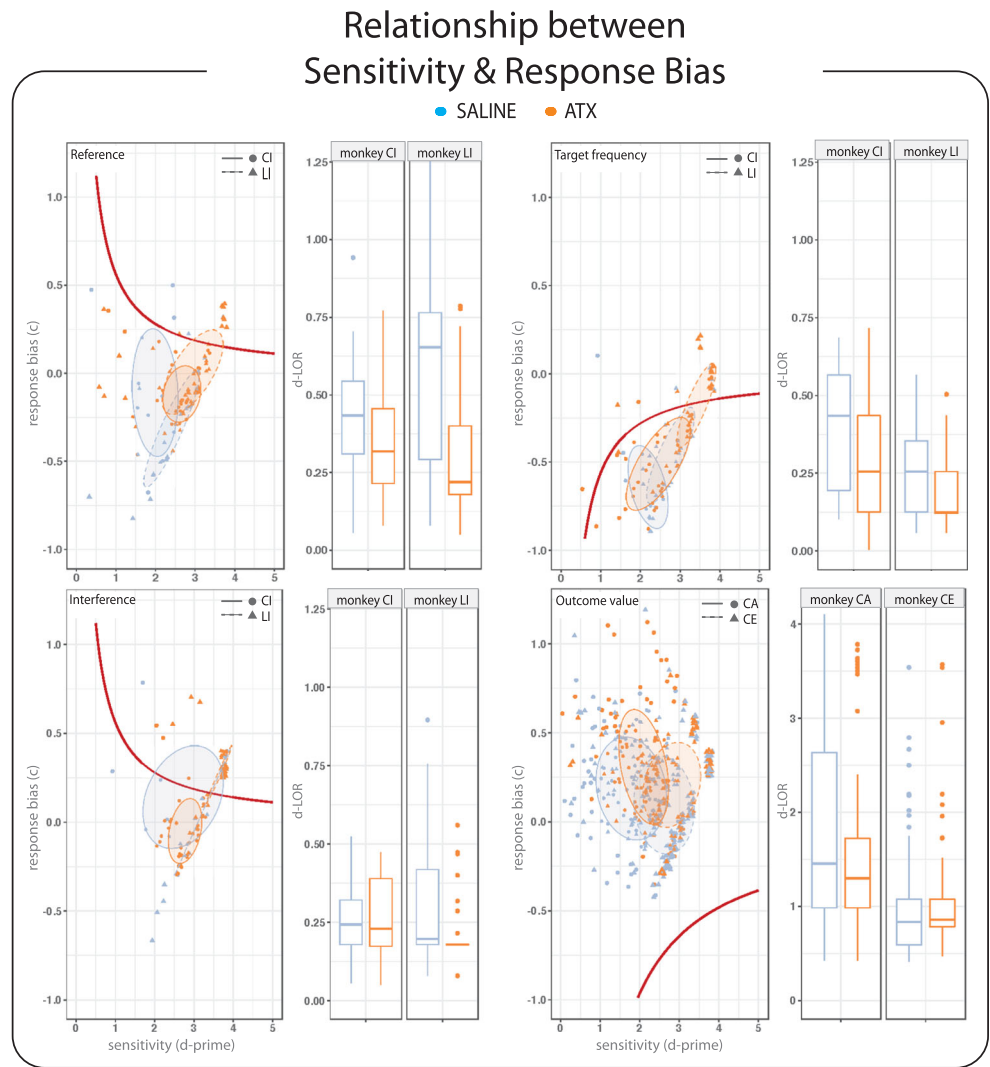 Relationship between
Sensitivity & Response Bias
SALINE ATX
Reference
CI
LI
1.0
0.5
0.0
-0.5
-1.0
response bias (c)
0 1 2 3 4 5
monkey CI monkey LI
1.25
1.00
0.75
0.50
0.25
0.00
d-LOR
Target frequency
CI
LI
1.0
0.5
0.0
-0.5
-1.0
response bias (c)
0 1 2 3 4 5
monkey CI monkey LI
1.25
1.00
0.75
0.50
0.25
0.00
d-LOR
Interference
CI
LI
1.0
0.5
0.0
-0.5
-1.0
response bias (c)
0 1 2 3 4 5
sensitivity (d-prime)
monkey CI monkey LI
1.25
1.00
0.75
0.50
0.25
0.00
d-LOR
Outcome value
CA
CE
1.0
0.5
0.0
-0.5
-1.0
response bias (c)
0 1 2 3 4 5
sensitivity (d-prime)
monkey CA monkey CE
4
3
2
1
0
d-LOR